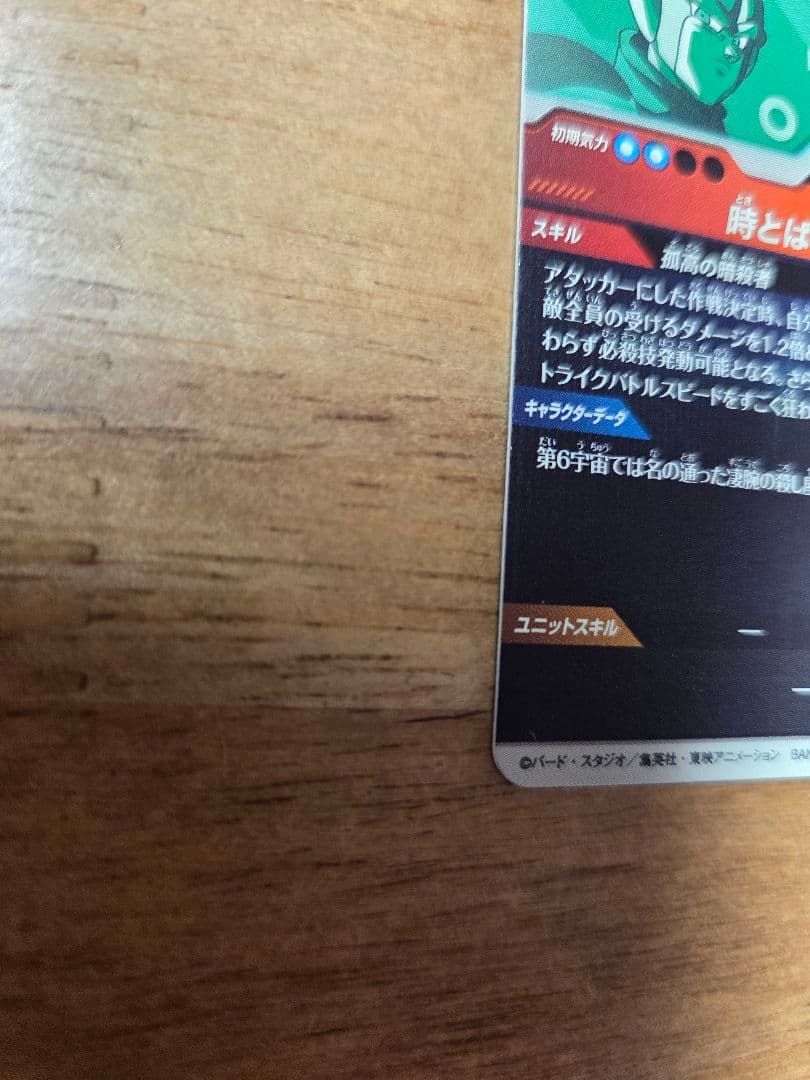 初期気力
時とば
スキル
孤高の暗殺者
アタッカーにした作戦決定時、自
敵全員の受けるダメージを1.2倍
わらず必殺技発動可能となる。さ
トライクバトルスピードをすごく
キャラクターデータ
第6宇宙では名の通った凄腕の殺し
ユニットスキル
©バード・スタジオ／集英社・東映アニメーション BAN